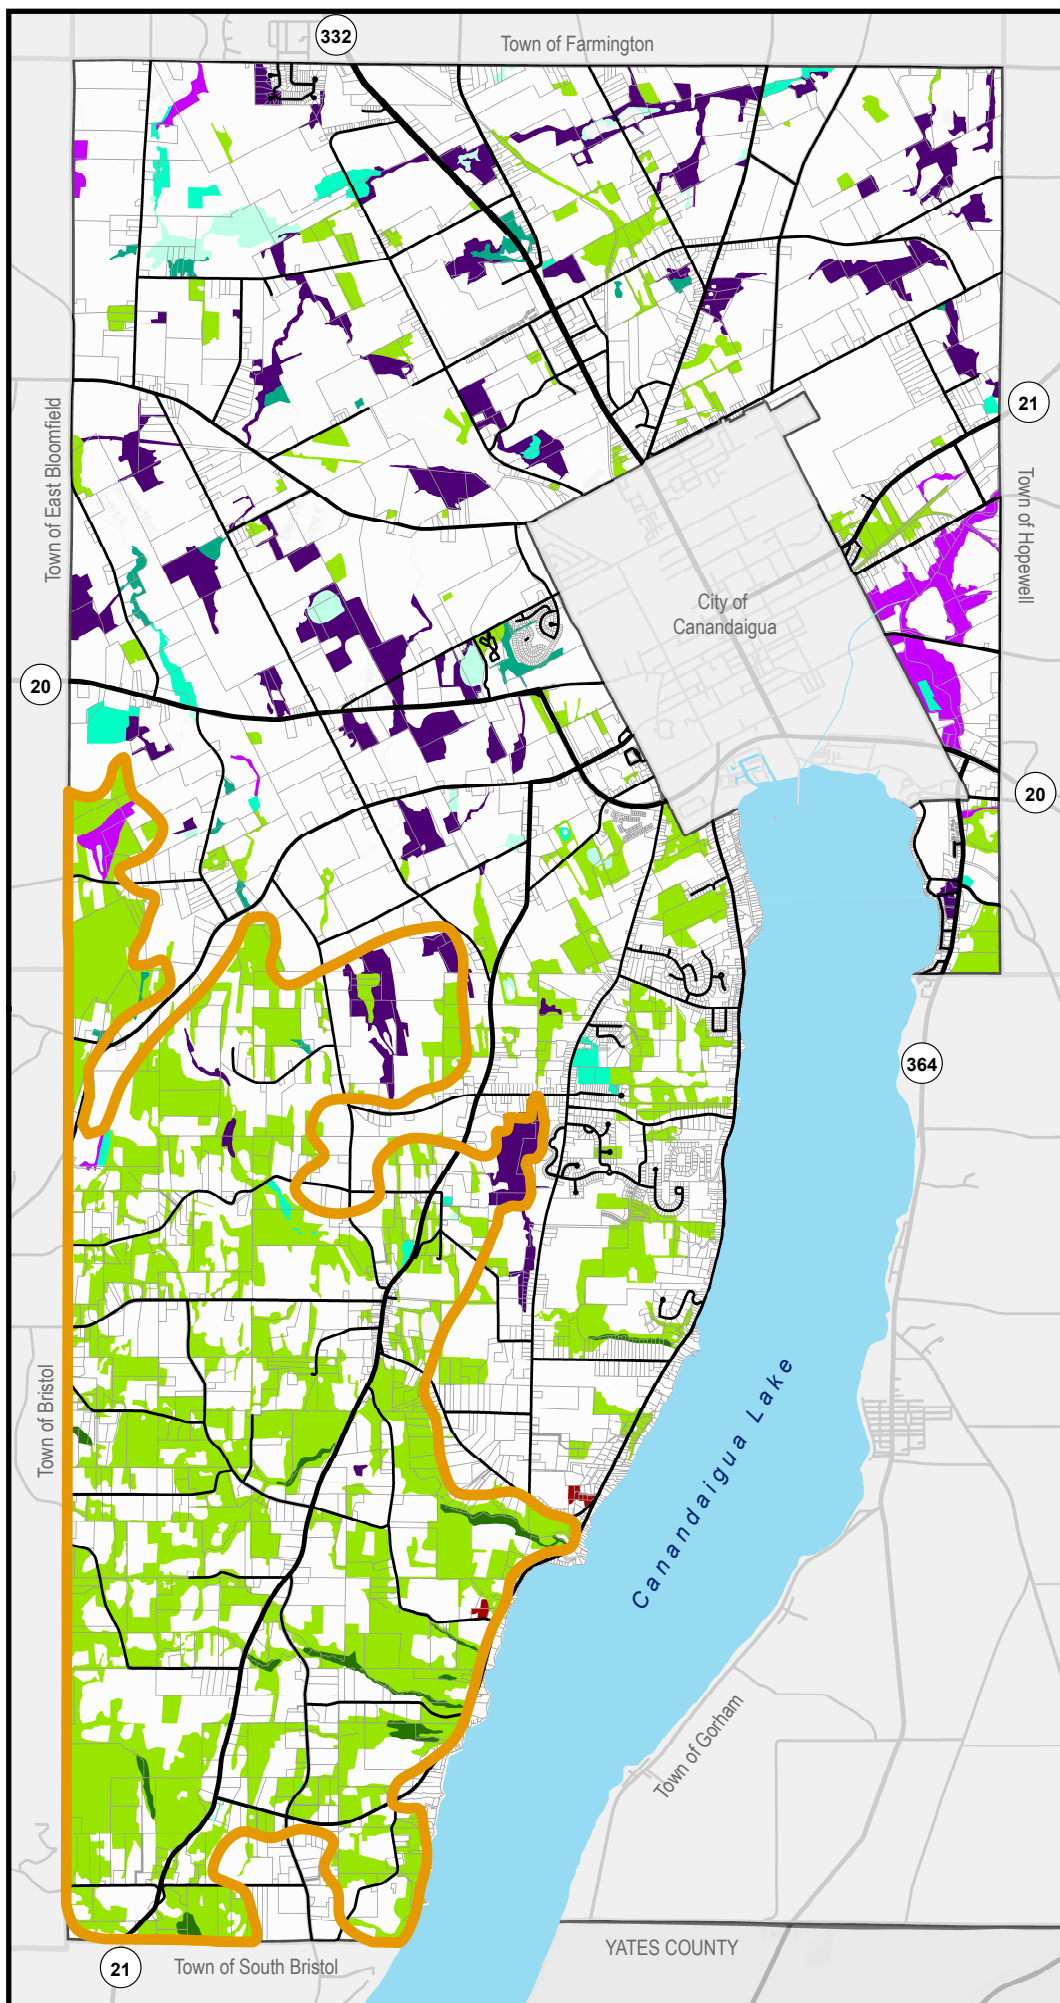 332
Town of Farmington
21
Town of East Bloomfield
Town of Hopewell
City of
Canandaigua
20
20
364
Town of Bristol
Canandaigua Lake
Town of Gorham
YATES COUNTY
21
Town of South Bristol